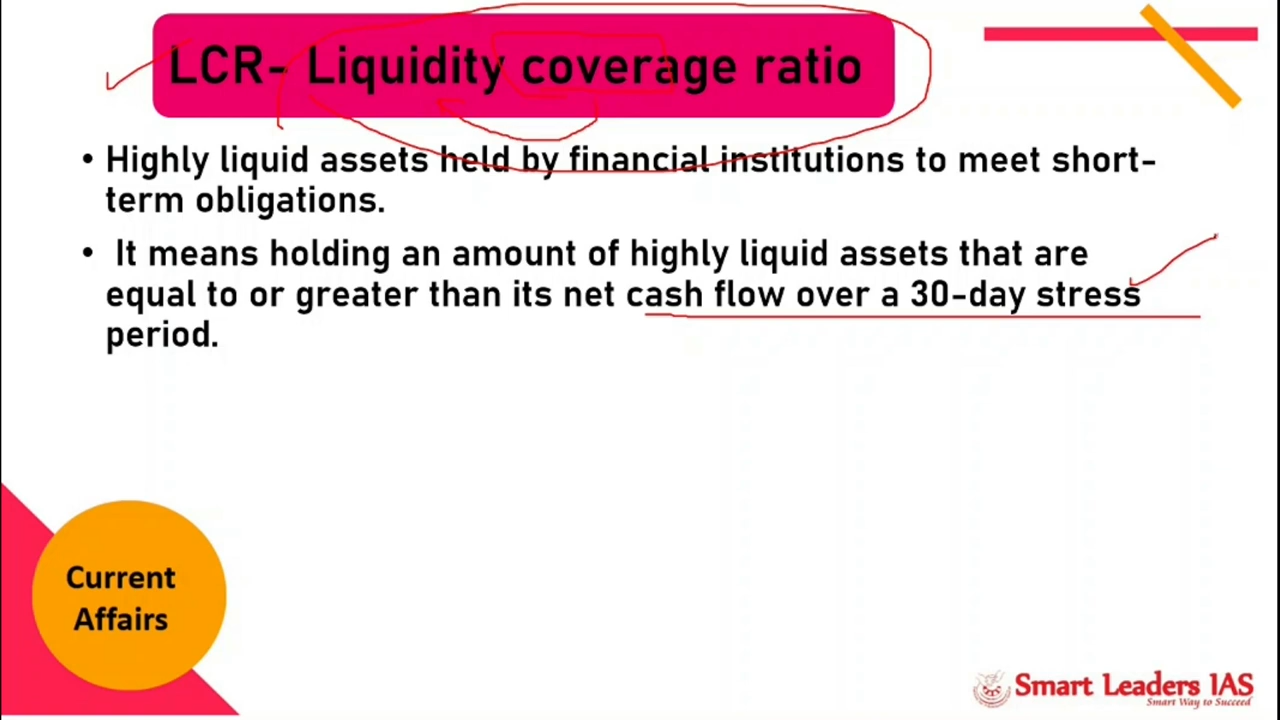 LCR- Liquidity coverage ratio
• Highly liquid assets held by financial institutions to meet short-
term obligations.
• It means holding an amount of highly liquid assets that are
equal to or greater than its net cash flow over a 30-day stress
period.
Current
Affairs
Smart Leaders IAS
Smart Way to Succeed